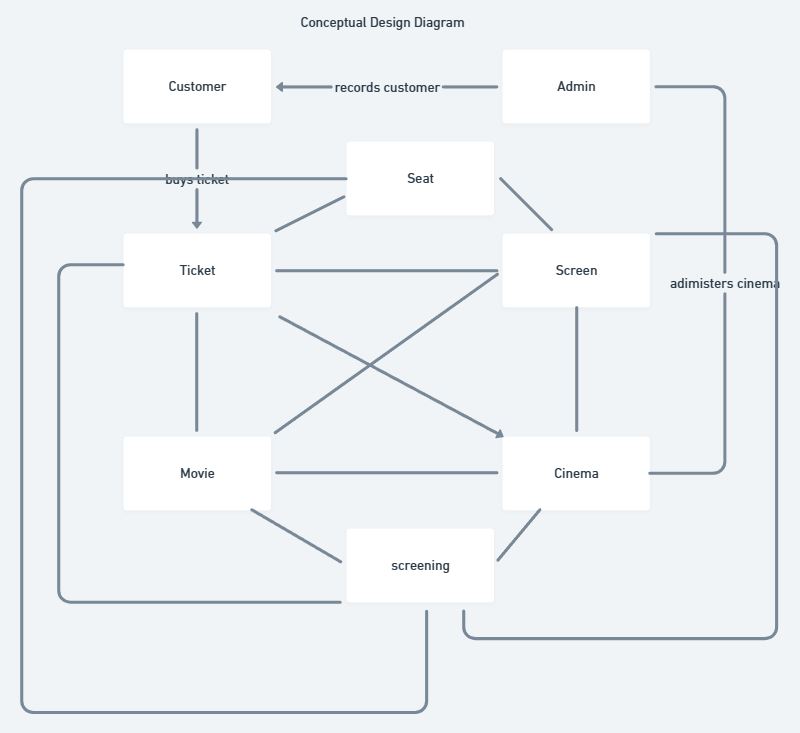 Conceptual Design Diagram
Customer
records customer
Admin
buys ticket
Seat
Ticket
Screen
adimisters cinema
Movie
Cinema
screening